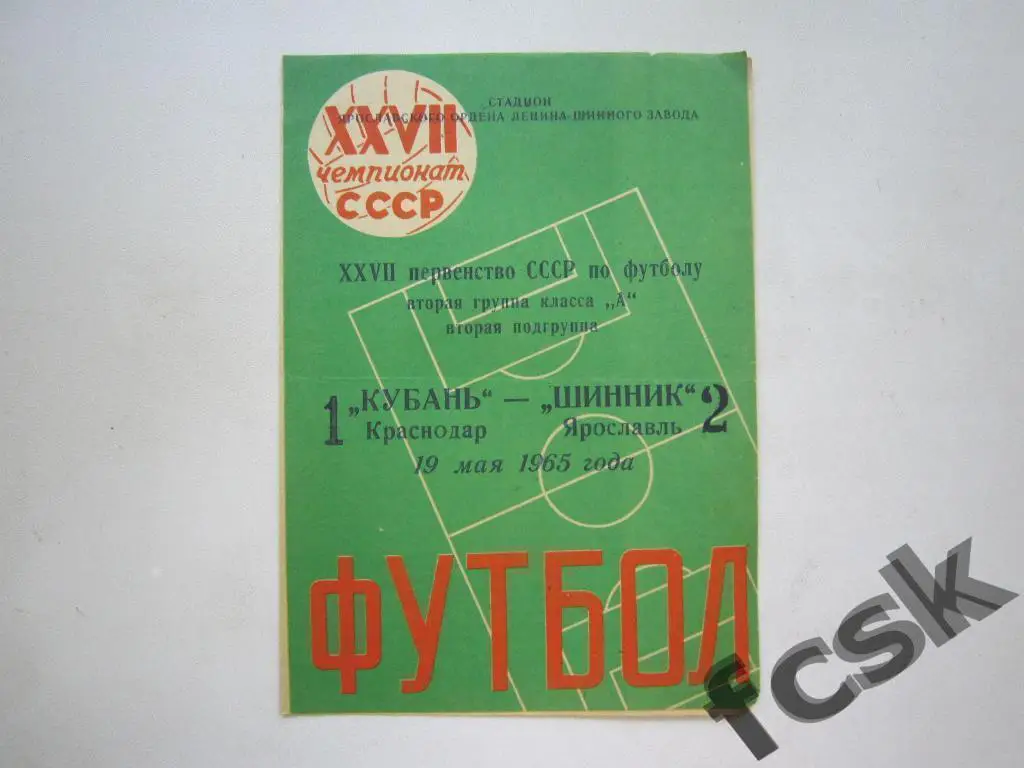 XXVII
чемпионат
СССР
СТАДИОН
ЯРОСЛАВСКОГО ОРДЕНА ЛЕНИНА ШИННОГО ЗАВОДА
XXVII первенство СССР по футболу
вторая группа класса „А“
вторая подгруппа
1 „КУБАНЬ“ — „ШИННИК“ 2
Краснодар Ярославль
19 мая 1965 года
ФУТБОЛ
fcsk